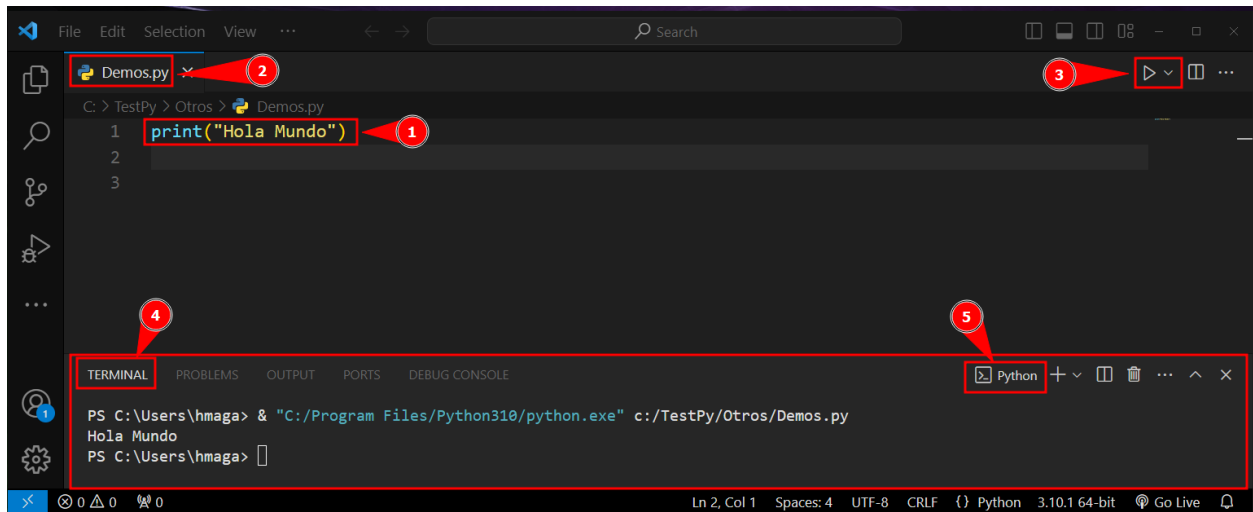 File Edit Selection View ··· Search
Demos.py 2 3
C: > TestPy > Otros > Demos.py
1 print("Hola Mundo") 1
2
3
4 5
TERMINAL PROBLEMS OUTPUT PORTS DEBUG CONSOLE Python
PS C:\Users\hmaga> & "C:/Program Files/Python310/python.exe" c:/TestPy/Otros/Demos.py
Hola Mundo
1
PS C:\Users\hmaga>
0 0 0 Ln 2, Col 1 Spaces: 4 UTF-8 CRLF {} Python 3.10.1 64-bit Go Live